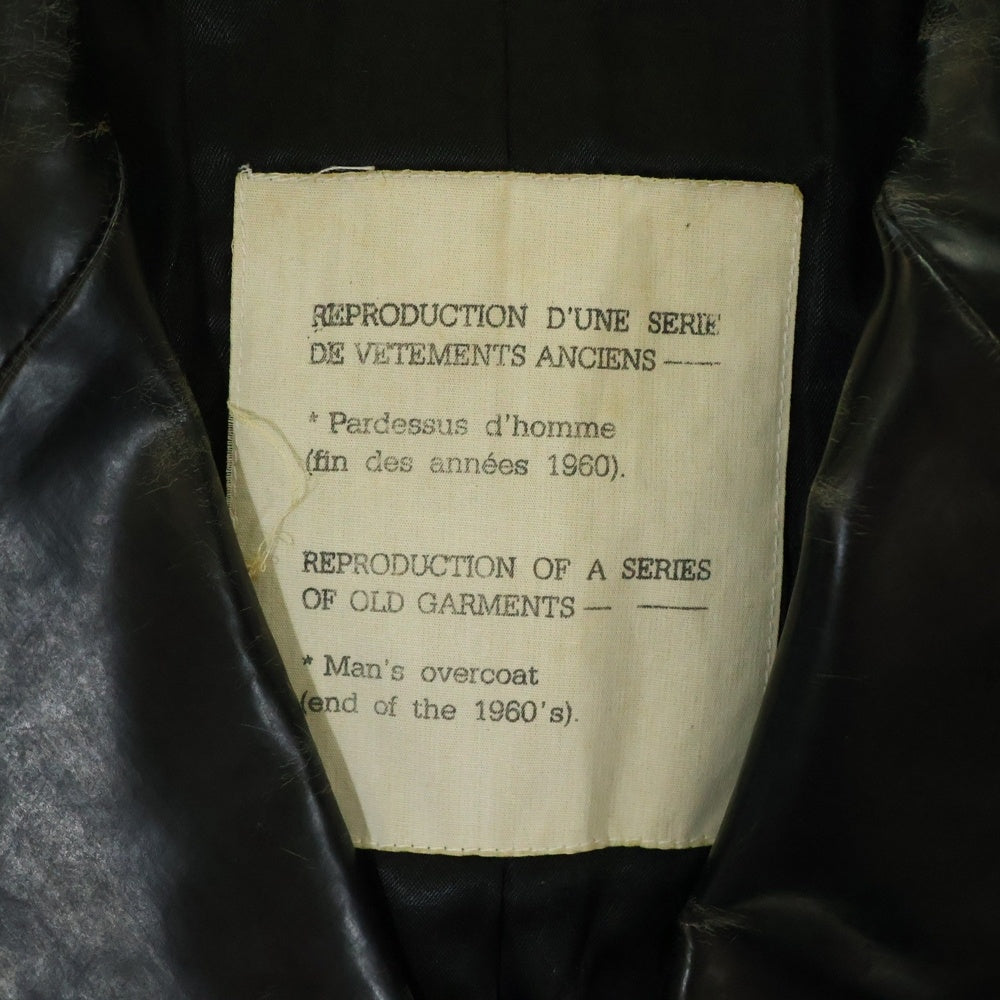 REPRODUCTION D'UNE SERIE
DE VETEMENTS ANCIENS —
* Pardessus d'homme
(fin des années 1960).
REPRODUCTION OF A SERIES
OF OLD GARMENTS — —
* Man's overcoat
(end of the 1960's).